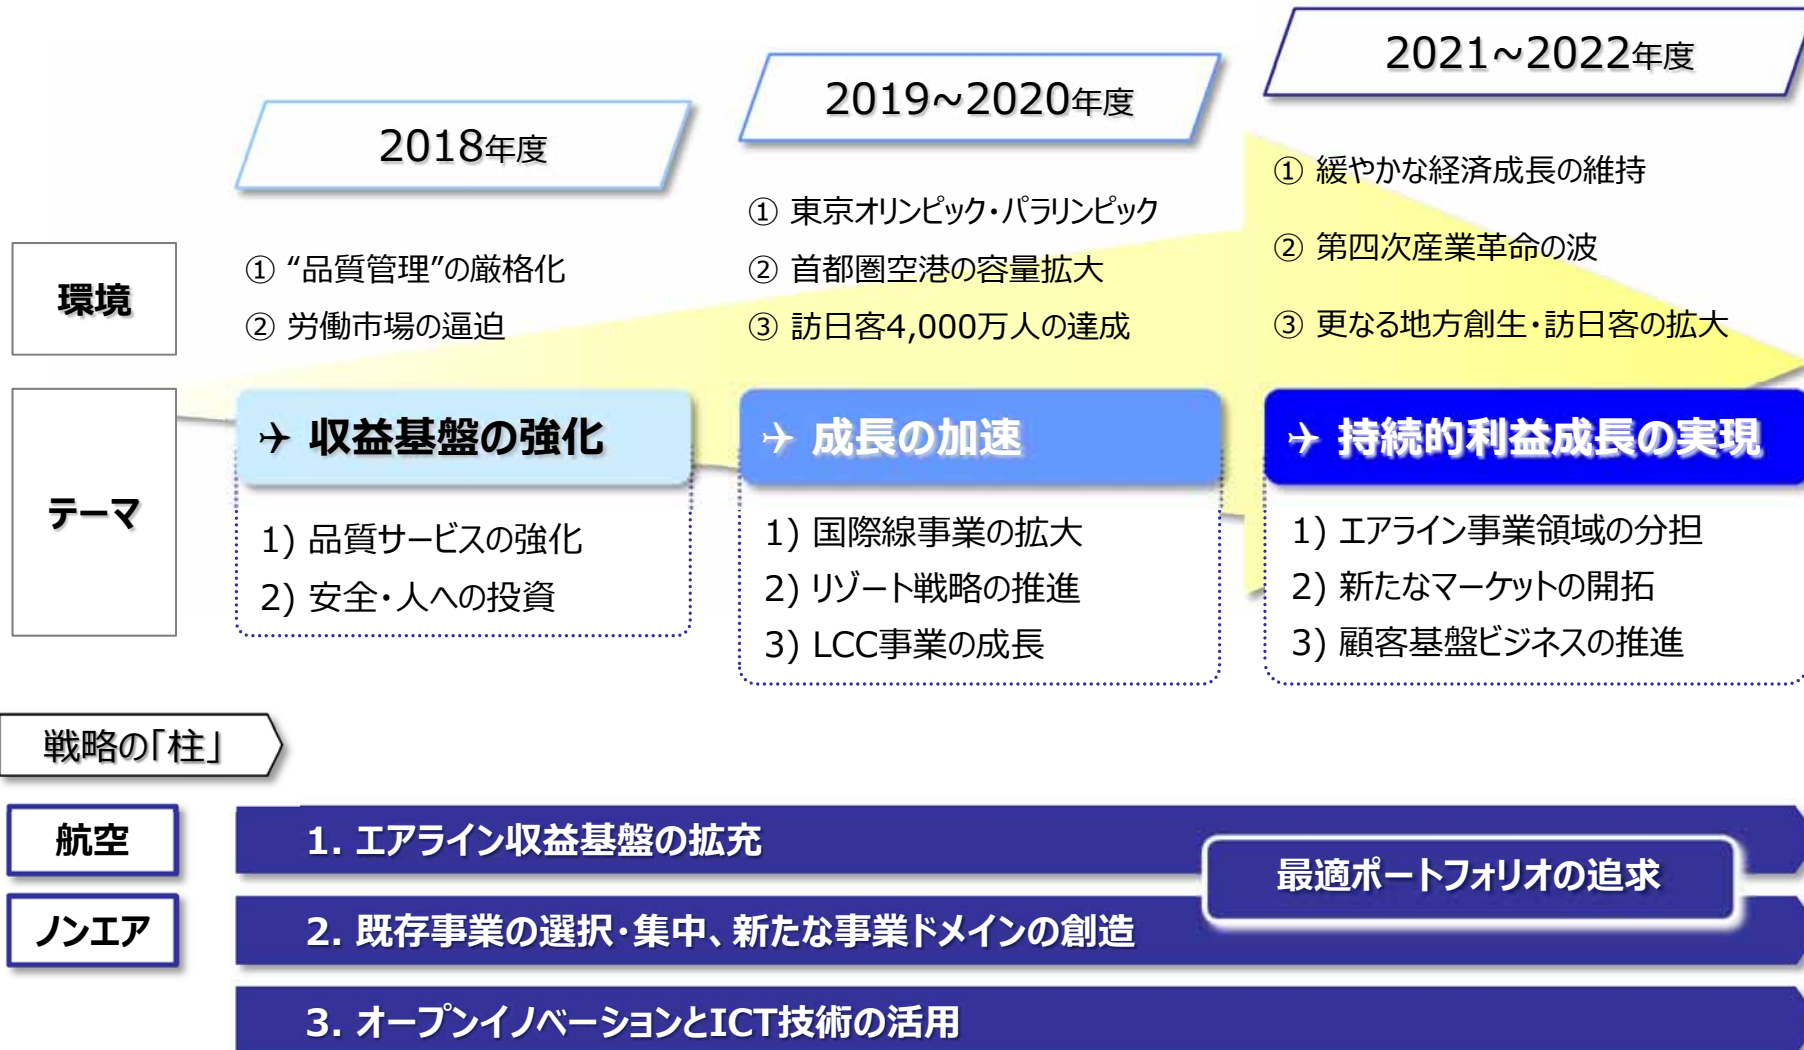 2018年度
2019~2020年度
2021~2022年度
環境
① “品質管理”の厳格化
② 労働市場の逼迫
① 東京オリンピック・パラリンピック
② 首都圏空港の容量拡大
③ 訪日客4,000万人の達成
① 緩やかな経済成長の維持
② 第四次産業革命の波
③ 更なる地方創生・訪日客の拡大
テーマ
✈ 収益基盤の強化
1) 品質サービスの強化
2) 安全・人への投資
✈ 成長の加速
1) 国際線事業の拡大
2) リゾート戦略の推進
3) LCC事業の成長
✈ 持続的利益成長の実現
1) エアライン事業領域の分担
2) 新たなマーケットの開拓
3) 顧客基盤ビジネスの推進
戦略の「柱」
航空
1. エアライン収益基盤の拡充
最適ポートフォリオの追求
ノンエア
2. 既存事業の選択・集中、新たな事業ドメインの創造
3. オープンイノベーションとICT技術の活用